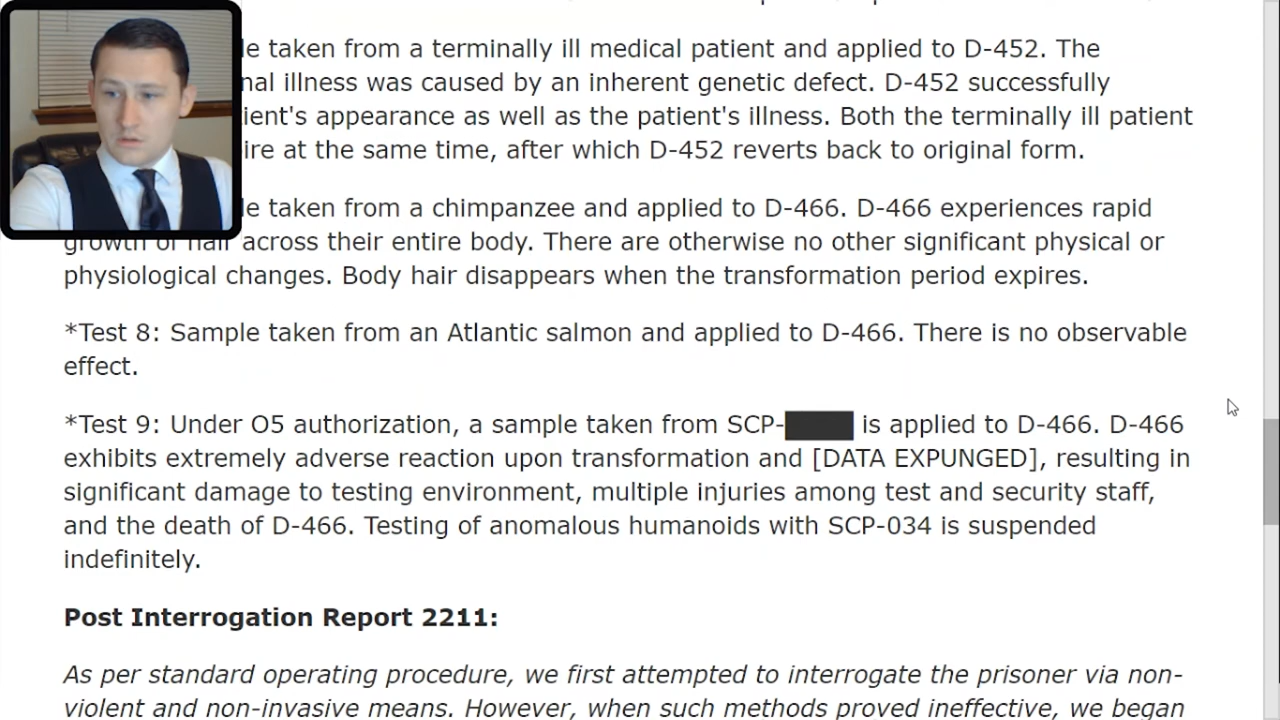 le taken from a terminally ill medical patient and applied to D-452. The
nal illness was caused by an inherent genetic defect. D-452 successfully
ient's appearance as well as the patient's illness. Both the terminally ill patient
ire at the same time, after which D-452 reverts back to original form.
le taken from a chimpanzee and applied to D-466. D-466 experiences rapid
growth of hair across their entire body. There are otherwise no other significant physical or
physiological changes. Body hair disappears when the transformation period expires.
*Test 8: Sample taken from an Atlantic salmon and applied to D-466. There is no observable
effect.
*Test 9: Under O5 authorization, a sample taken from SCP-████ is applied to D-466. D-466
exhibits extremely adverse reaction upon transformation and [DATA EXPUNGED], resulting in
significant damage to testing environment, multiple injuries among test and security staff,
and the death of D-466. Testing of anomalous humanoids with SCP-034 is suspended
indefinitely.
Post Interrogation Report 2211:
As per standard operating procedure, we first attempted to interrogate the prisoner via non-
violent and non-invasive means. However, when such methods proved ineffective, we began